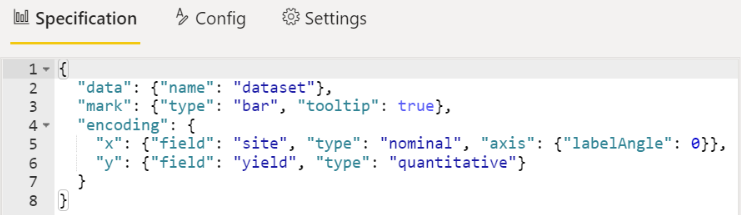 Specification Config Settings
1 {
2 "data": {"name": "dataset"},
3 "mark": {"type": "bar", "tooltip": true},
4 "encoding": {
5 "x": {"field": "site", "type": "nominal", "axis": {"labelAngle": 0}},
6 "y": {"field": "yield", "type": "quantitative"}
7 }
8 }